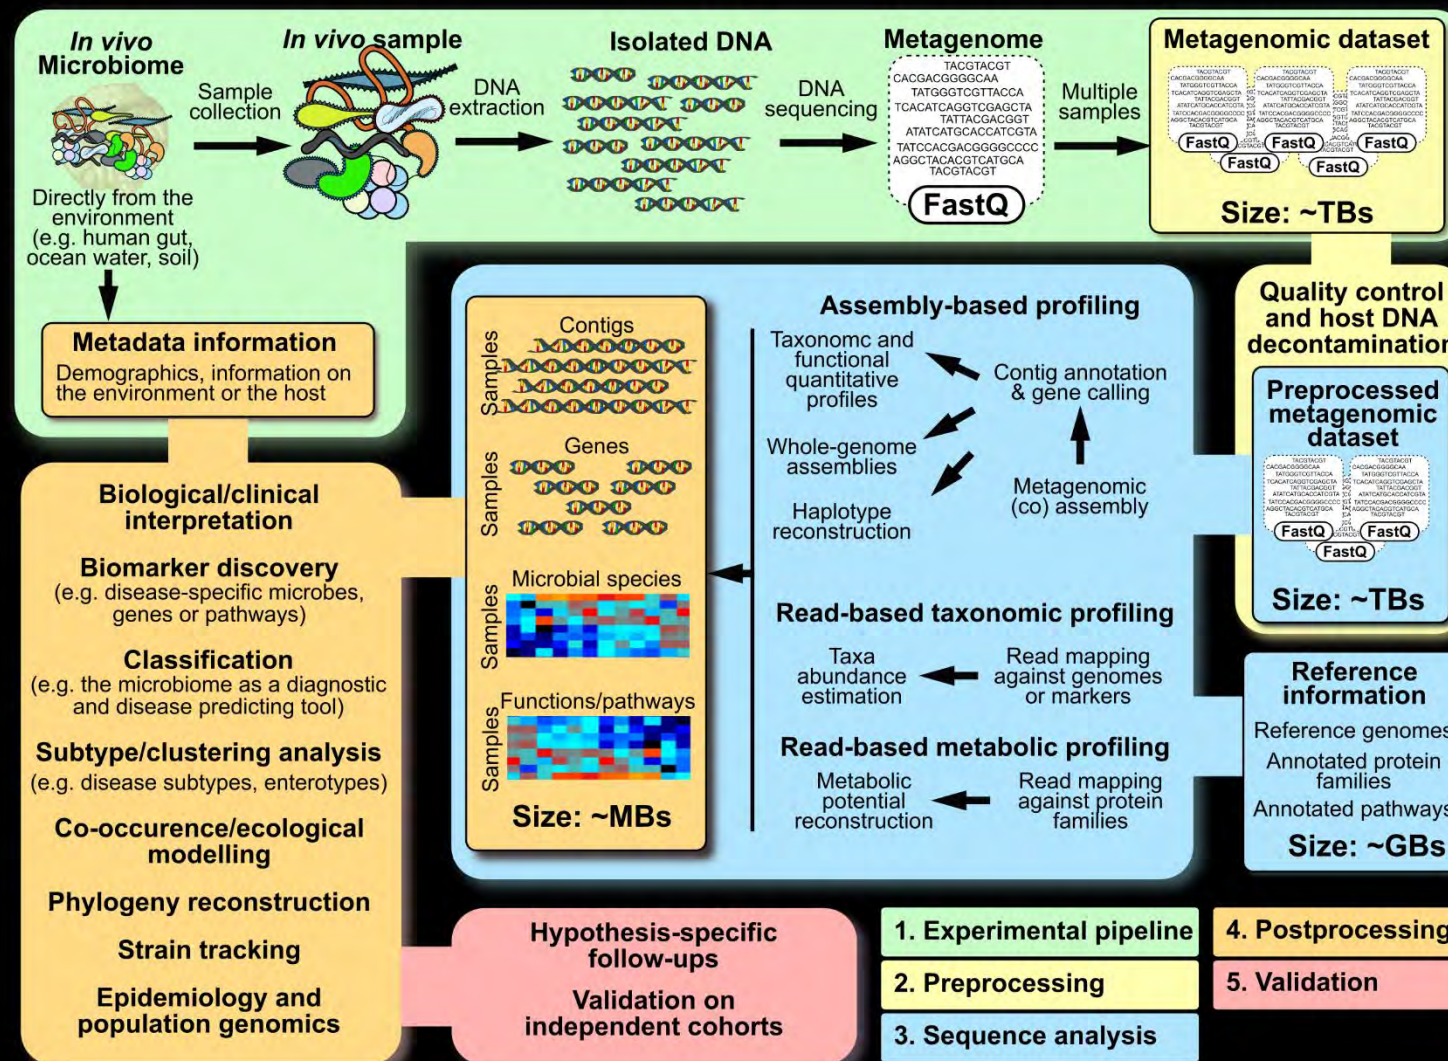 In vivo
Microbiome
Sample
collection
In vivo sample
DNA
extraction
Isolated DNA
DNA
sequencing
Metagenome
TACGTACGT
CACGACGGGGCAA
TATGGGTCGTTACCA
TCACATCAGGTCGAGCTA
TATTACGACGGT
ATATCATGCACCATCGTA
TATCCACGACGGGGCCCC
AGGCTACACGTCATGCA
TACGTACGT
FastQ
Multiple
samples
Metagenomic dataset
FastQ
FastQ
FastQ
FastQ
FastQ
Size: ~TBs
Directly from the
environment
(e.g. human gut,
ocean water, soil)
Metadata information
Demographics, information on
the environment or the host
Quality control
and host DNA
decontamination
Preprocessed
metagenomic
dataset
FastQ
FastQ
FastQ
Size: ~TBs
Assembly-based profiling
Taxonomc and
functional
quantitative
profiles
Contig annotation
& gene calling
Whole-genome
assemblies
Metagenomic
(co) assembly
Haplotype
reconstruction
Read-based taxonomic profiling
Taxa
abundance
estimation
Read mapping
against genomes
or markers
Read-based metabolic profiling
Metabolic
potential
reconstruction
Read mapping
against protein
families
Contigs
Samples
Genes
Samples
Microbial species
Samples
Functions/pathways
Samples
Size: ~MBs
Reference
information
Reference genomes
Annotated protein
families
Annotated pathways
Size: ~GBs
Biological/clinical
interpretation
Biomarker discovery
(e.g. disease-specific microbes,
genes or pathways)
Classification
(e.g. the microbiome as a diagnostic
and disease predicting tool)
Subtype/clustering analysis
(e.g. disease subtypes, enterotypes)
Co-occurence/ecological
modelling
Phylogeny reconstruction
Strain tracking
Epidemiology and
population genomics
Hypothesis-specific
follow-ups
Validation on
independent cohorts
1. Experimental pipeline
2. Preprocessing
3. Sequence analysis
4. Postprocessing
5. Validation